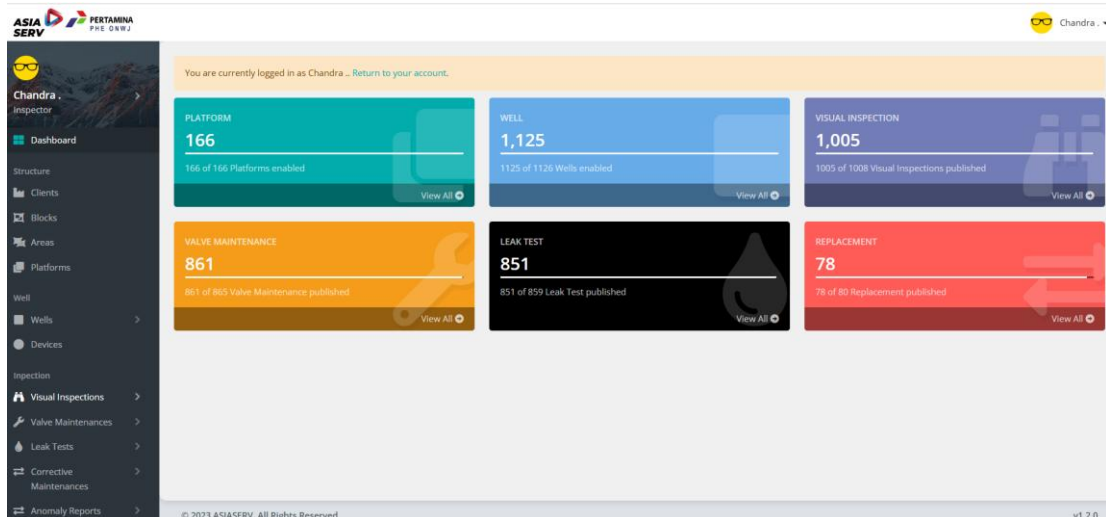 ASIA
SERV
PERTAMINA
PHE ONWJ
Chandra .
Chandra .
Inspector
Dashboard
Structure
Clients
Blocks
Areas
Platforms
Well
Wells
Devices
Inpection
Visual Inspections
Valve Maintenances
Leak Tests
Corrective
Maintenances
Anomaly Reports
You are currently logged in as Chandra .. Return to your account.
PLATFORM
166
166 of 166 Platforms enabled
View All
WELL
1,125
1125 of 1126 Wells enabled
View All
VISUAL INSPECTION
1,005
1005 of 1008 Visual Inspections published
View All
VALVE MAINTENANCE
861
861 of 865 Valve Maintenance published
View All
LEAK TEST
851
851 of 859 Leak Test published
View All
REPLACEMENT
78
78 of 80 Replacement published
View All
© 2023 ASIASERV. All Rights Reserved
v1.2.0